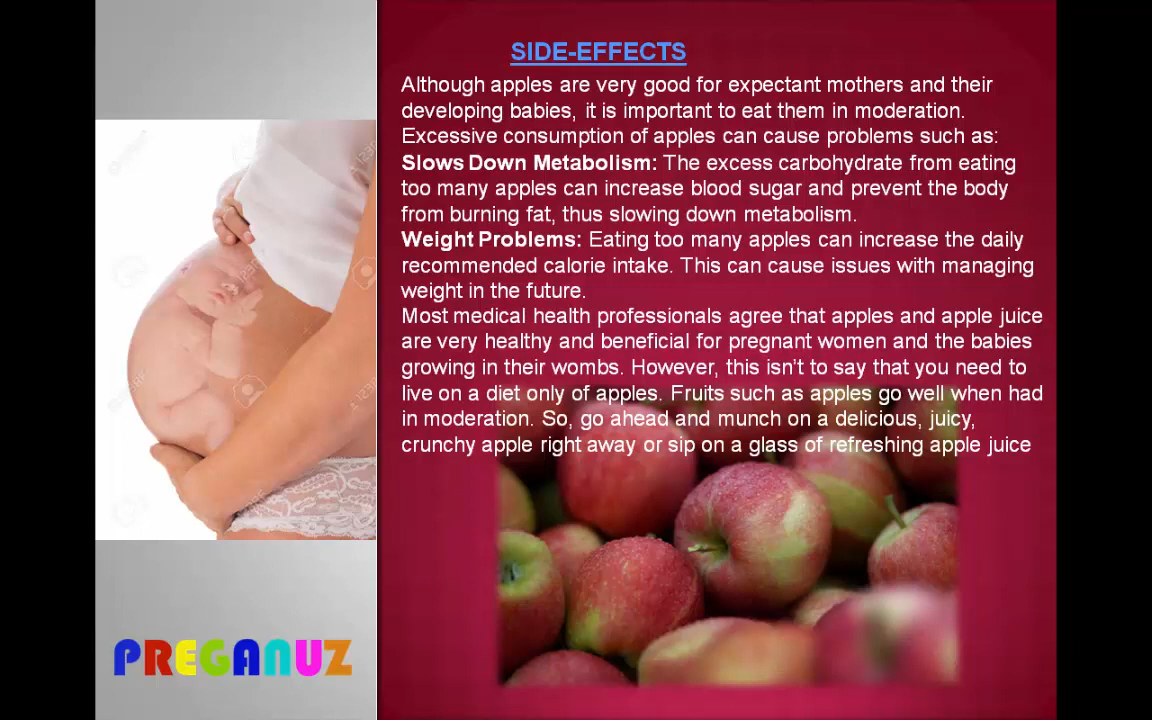 SIDE-EFFECTS
Although apples are very good for expectant mothers and their
developing babies, it is important to eat them in moderation.
Excessive consumption of apples can cause problems such as:
Slows Down Metabolism: The excess carbohydrate from eating
too many apples can increase blood sugar and prevent the body
from burning fat, thus slowing down metabolism.
Weight Problems: Eating too many apples can increase the daily
recommended calorie intake. This can cause issues with managing
weight in the future.
Most medical health professionals agree that apples and apple juice
are very healthy and beneficial for pregnant women and the babies
growing in their wombs. However, this isn't to say that you need to
live on a diet only of apples. Fruits such as apples go well when had
in moderation. So, go ahead and munch on a delicious, juicy,
crunchy apple right away or sip on a glass of refreshing apple juice
PREGANUZ